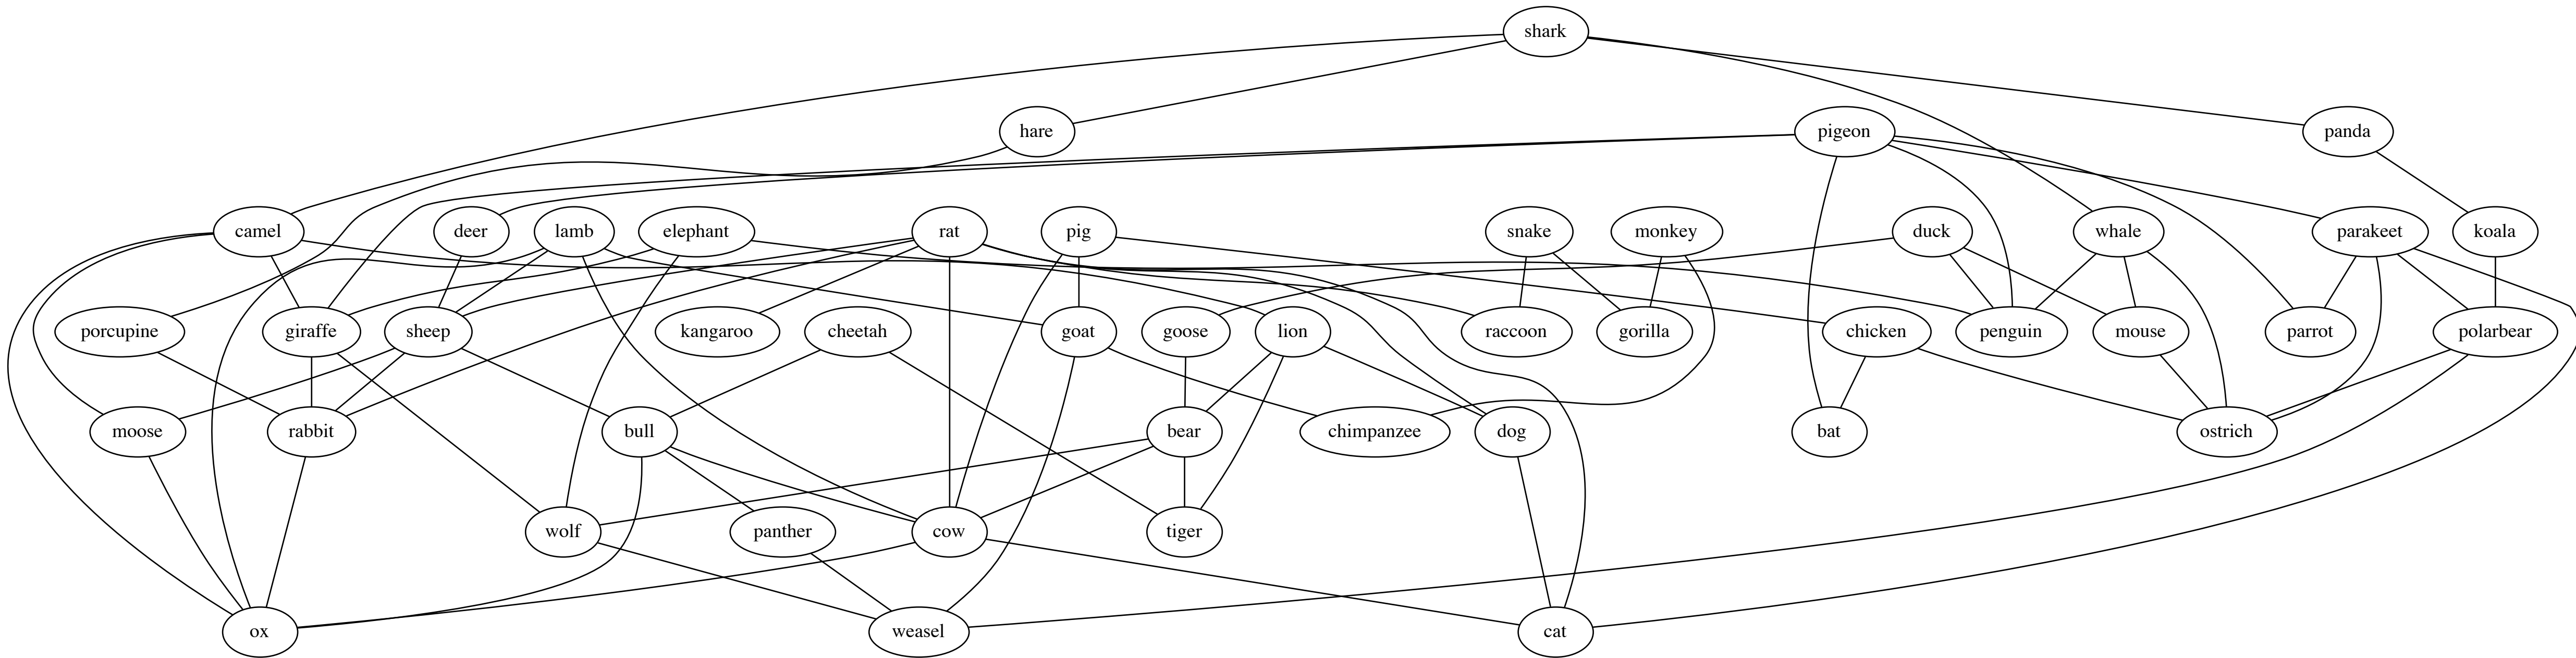 shark
hare
pigeon
panda
camel
deer
lamb
elephant
rat
pig
snake
monkey
duck
whale
parakeet
koala
porcupine
giraffe
sheep
kangaroo
cheetah
goat
goose
lion
raccoon
gorilla
chicken
penguin
mouse
parrot
polarbear
moose
rabbit
bull
bear
chimpanzee
dog
bat
ostrich
wolf
panther
cow
tiger
ox
weasel
cat